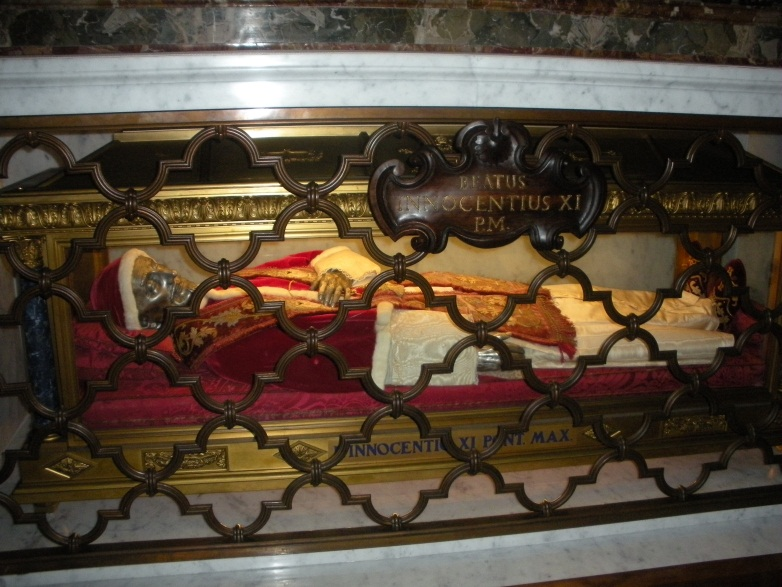 BEATUS
INNOCENTIUS XI
P.M.
INNOCENTIUS XI PONT. MAX.